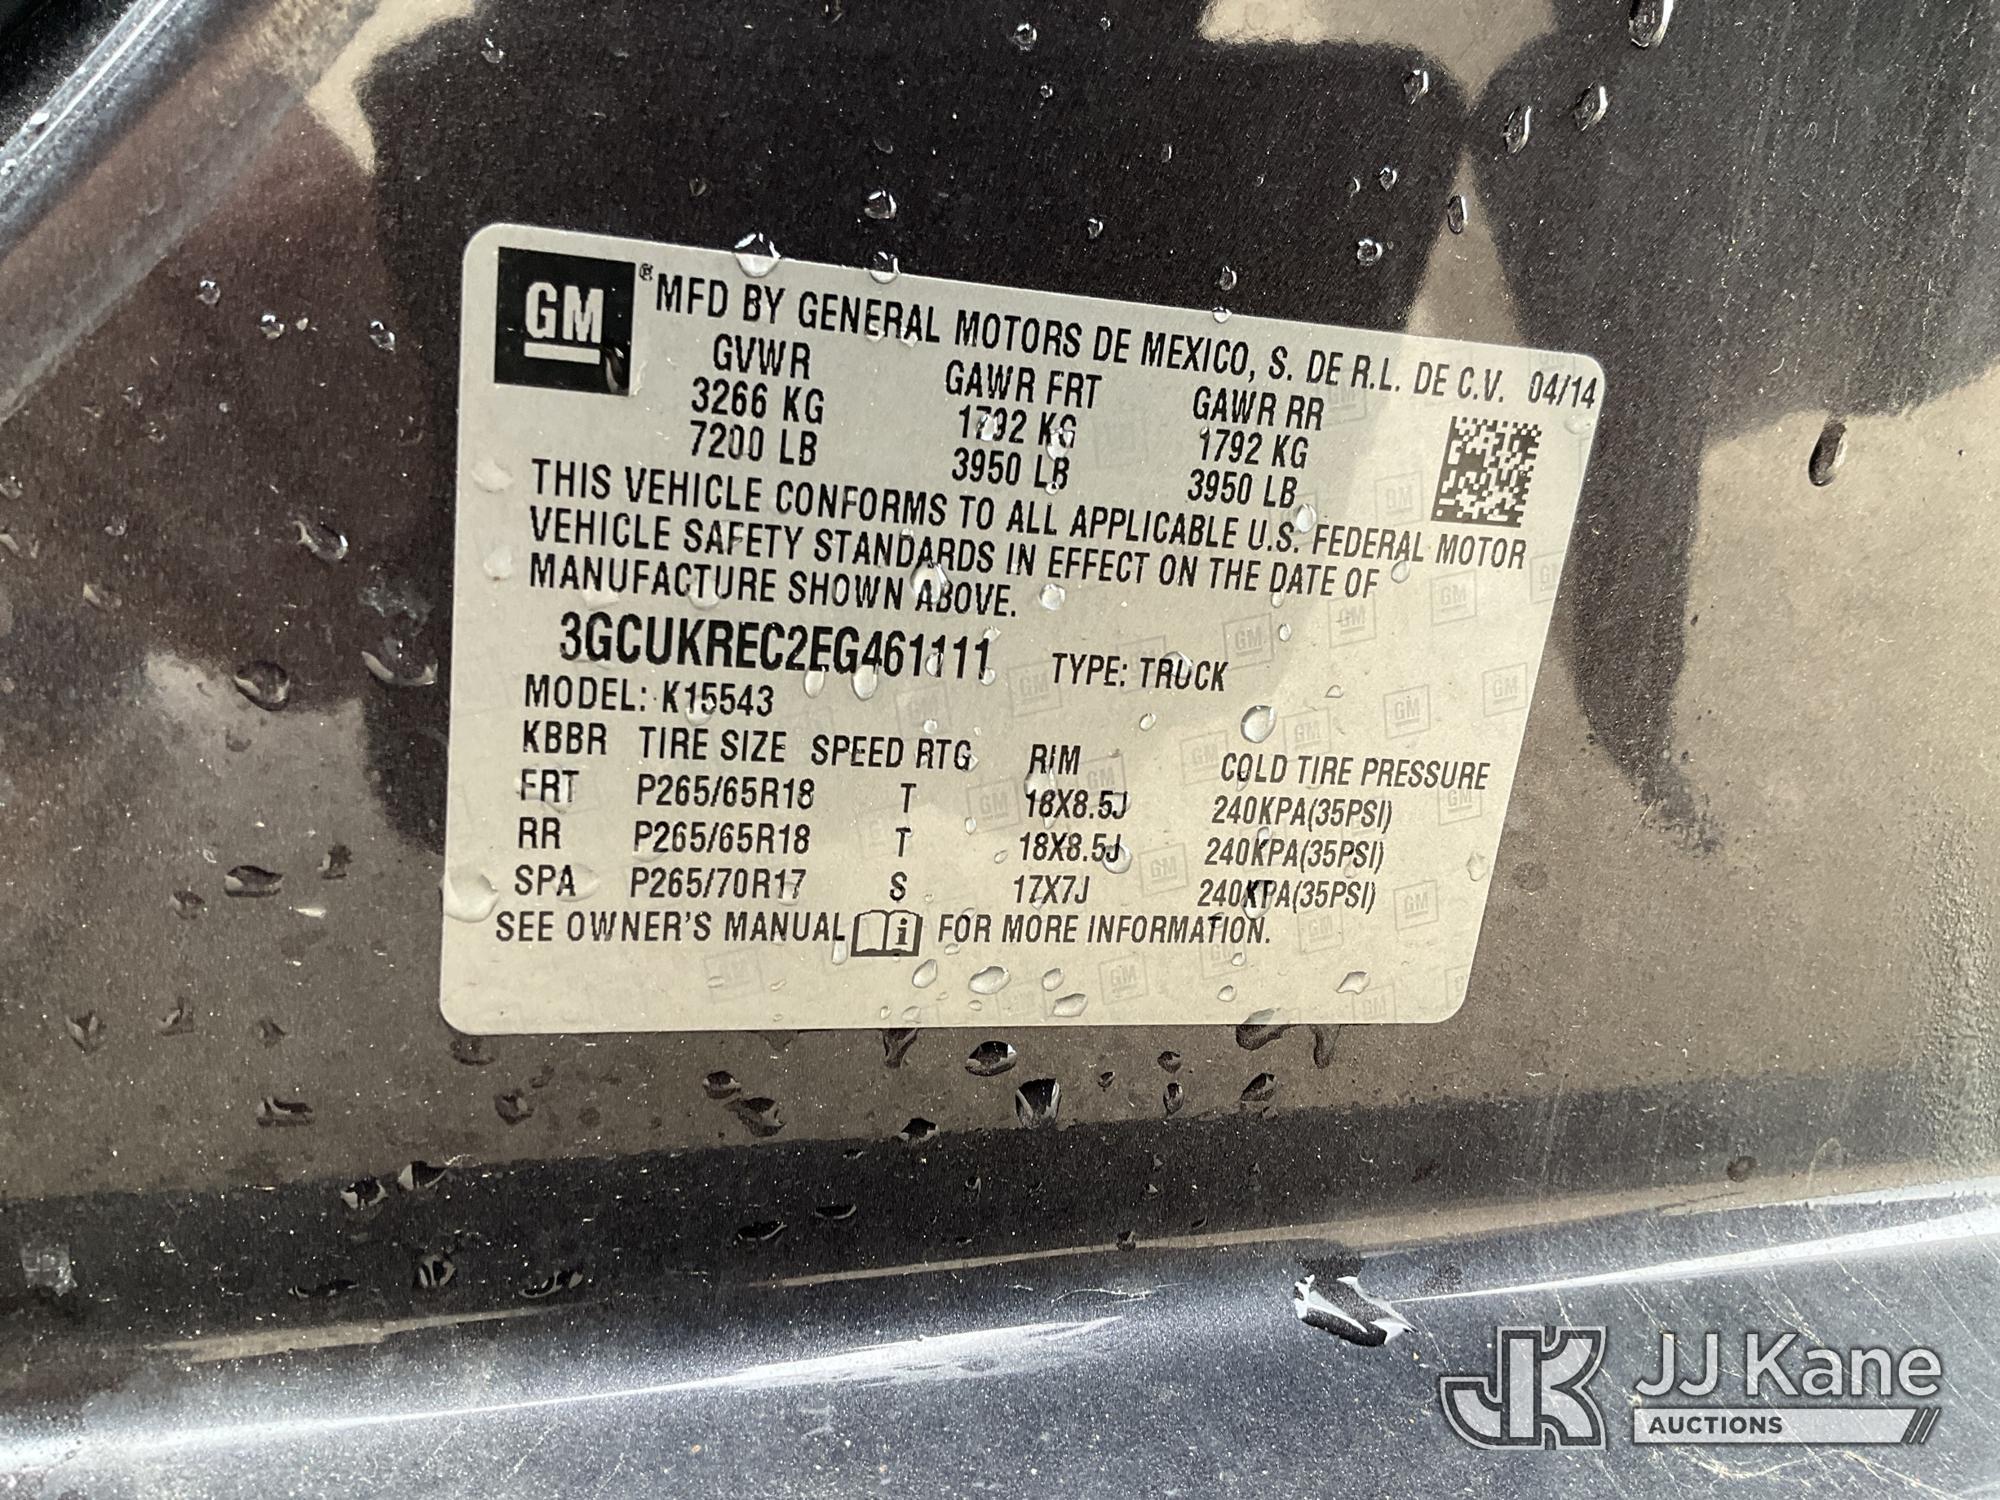 GM ® MFD BY GENERAL MOTORS DE MEXICO, S. DE R.L. DE C.V. 04/14
GVWR GAWR FRT GAWR RR
3266 KG 1792 KG 1792 KG
7200 LB 3950 LB 3950 LB
THIS VEHICLE CONFORMS TO ALL APPLICABLE U.S. FEDERAL MOTOR
VEHICLE SAFETY STANDARDS IN EFFECT ON THE DATE OF
MANUFACTURE SHOWN ABOVE.
3GCUKREC2EG461111 TYPE: TRUCK
MODEL: K15543
KBBR TIRE SIZE SPEED RTG RIM COLD TIRE PRESSURE
FRT P265/65R18 T 18X8.5J 240KPA(35PSI)
RR P265/65R18 T 18X8.5J 240KPA(35PSI)
SPA P265/70R17 S 17X7J 240KPA(35PSI)
SEE OWNER'S MANUAL i FOR MORE INFORMATION.
JK JJ Kane
AUCTIONS